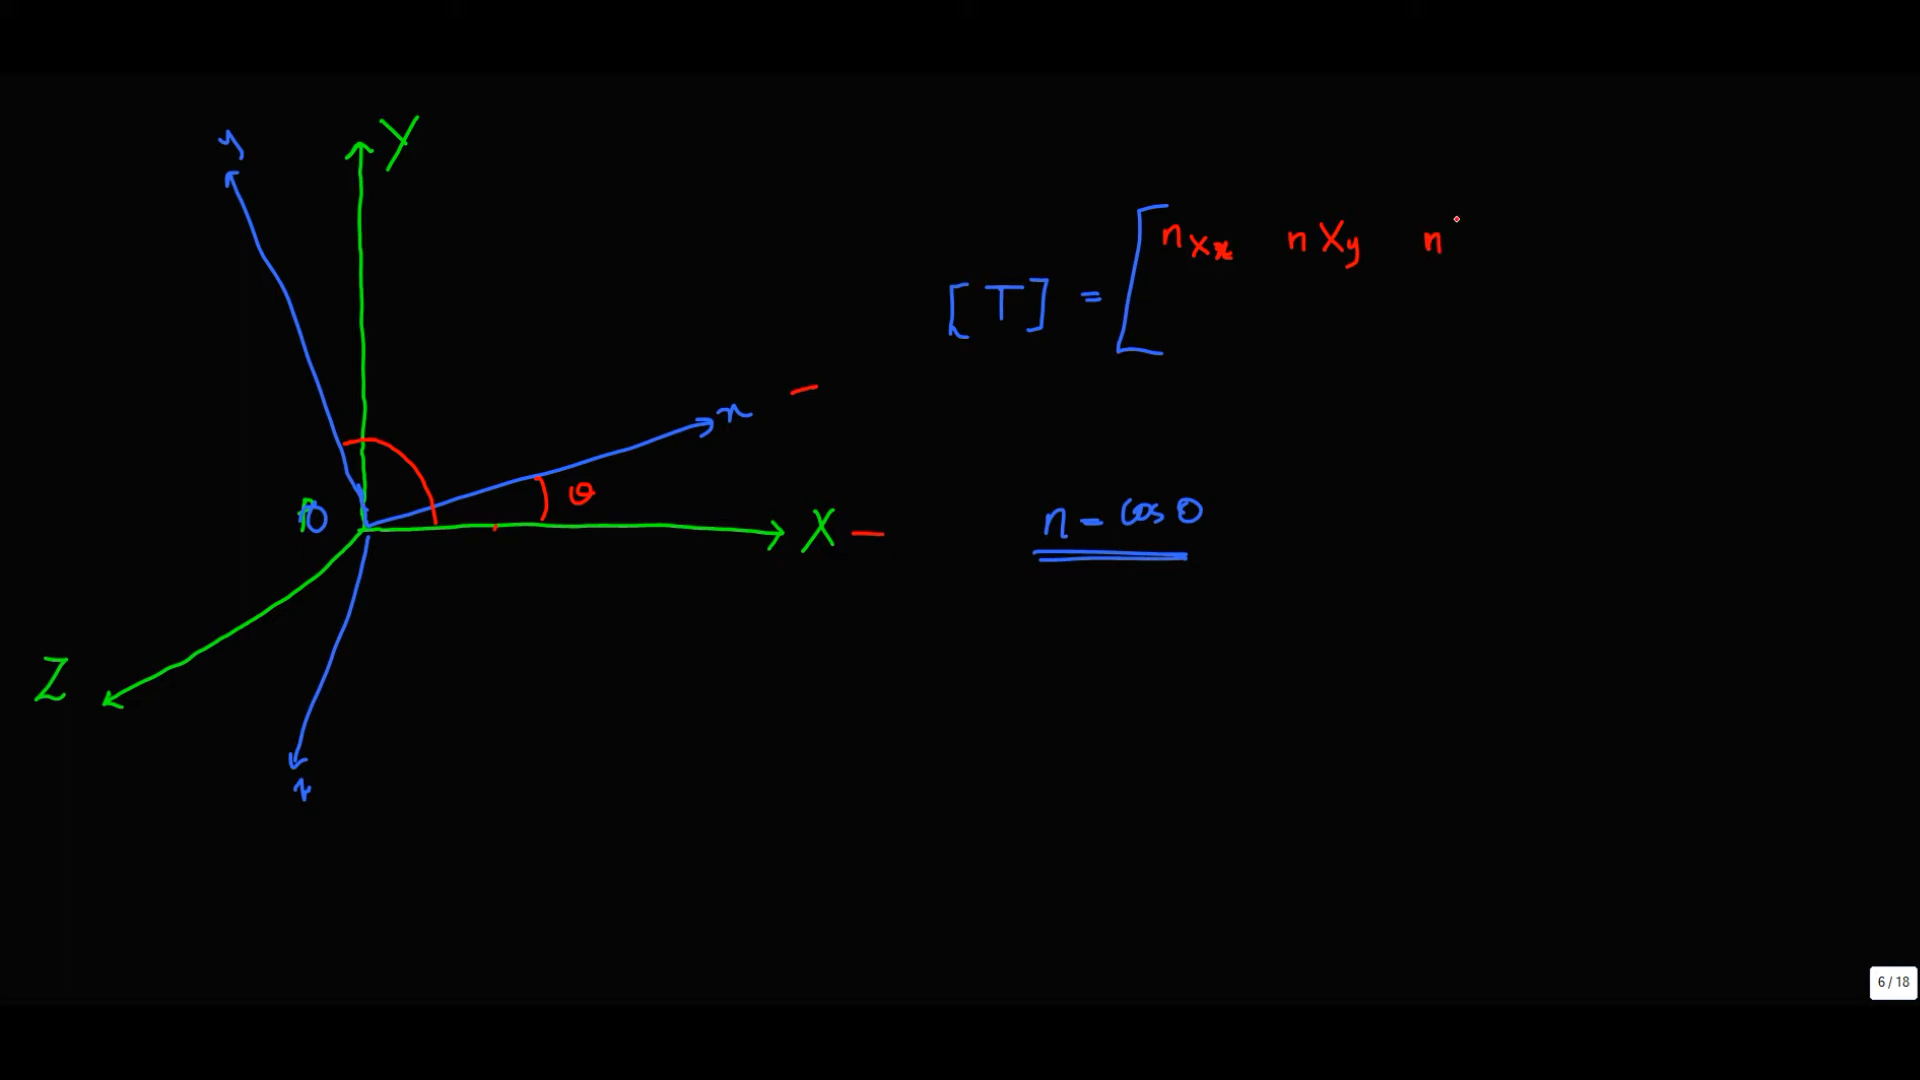 y
Y
n_Xx n_Xy n
[T] = [
x
θ
O
X
n = cos θ
Z
z
6 / 18